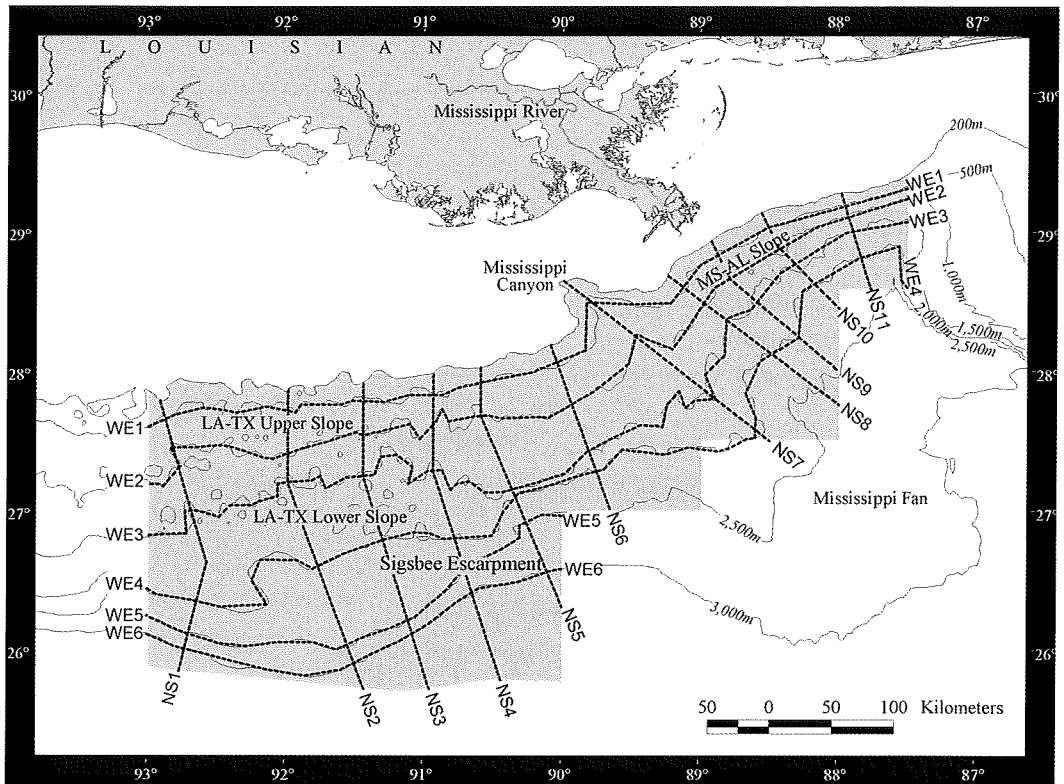 93° 92° 91° 90° 89° 88° 87°
L O U I S I A N
30° 30°
Mississippi River
200m
WE1 500m
WE2
29° WE3 29°
MS-AL Slope
Mississippi
Canyon
WE4
1,000m
NS11
2,000m
NS10
1,500m
2,500m
28° 28°
NS9
NS8
WE1
LA-TX Upper Slope
NS7
WE2
Mississippi Fan
27° 27°
LA-TX Lower Slope
WE5
NS6
2,500m
WE3
Sigsbee Escarpment
WE6
WE4
3,000m
WE5
NS5
WE6
26° 26°
NS1
NS2
NS3
NS4
50 0 50 100 Kilometers
93° 92° 91° 90° 89° 88° 87°